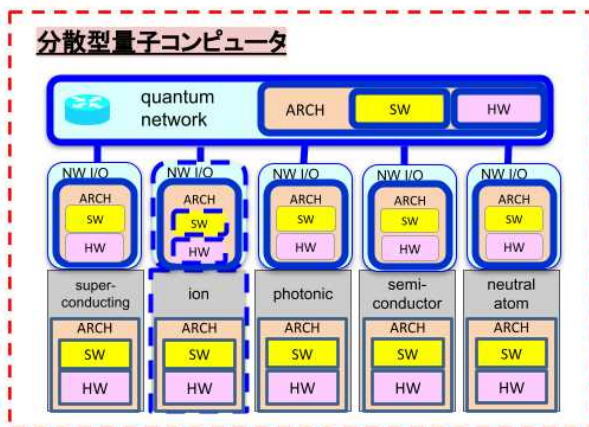 分散型量子コンピュータ
quantum
network
ARCH
SW
HW
NW I/O
NW I/O
NW I/O
NW I/O
NW I/O
ARCH
ARCH
ARCH
ARCH
ARCH
SW
SW
SW
SW
SW
HW
HW
HW
HW
HW
super-
conducting
ion
photonic
semi-
conductor
neutral
atom
ARCH
ARCH
ARCH
ARCH
ARCH
SW
SW
SW
SW
SW
HW
HW
HW
HW
HW